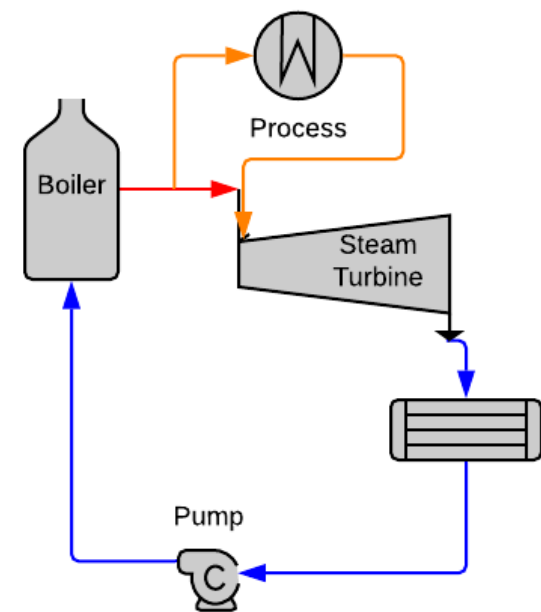 Process
Boiler
Steam
Turbine
Pump
C